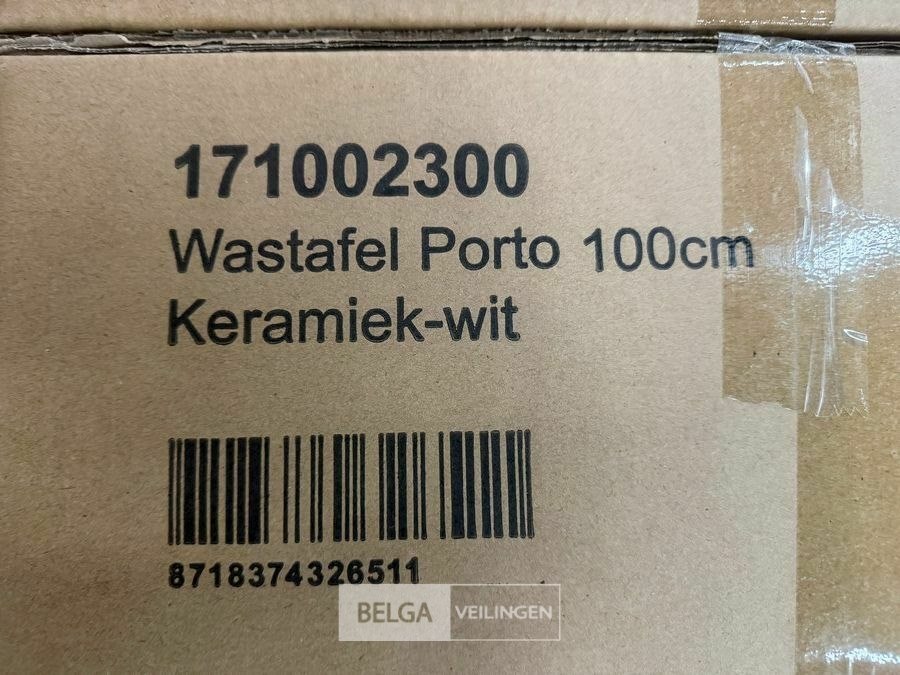 171002300
Wastafel Porto 100cm
Keramiek-wit
8718374326511
BELGA VEILINGEN